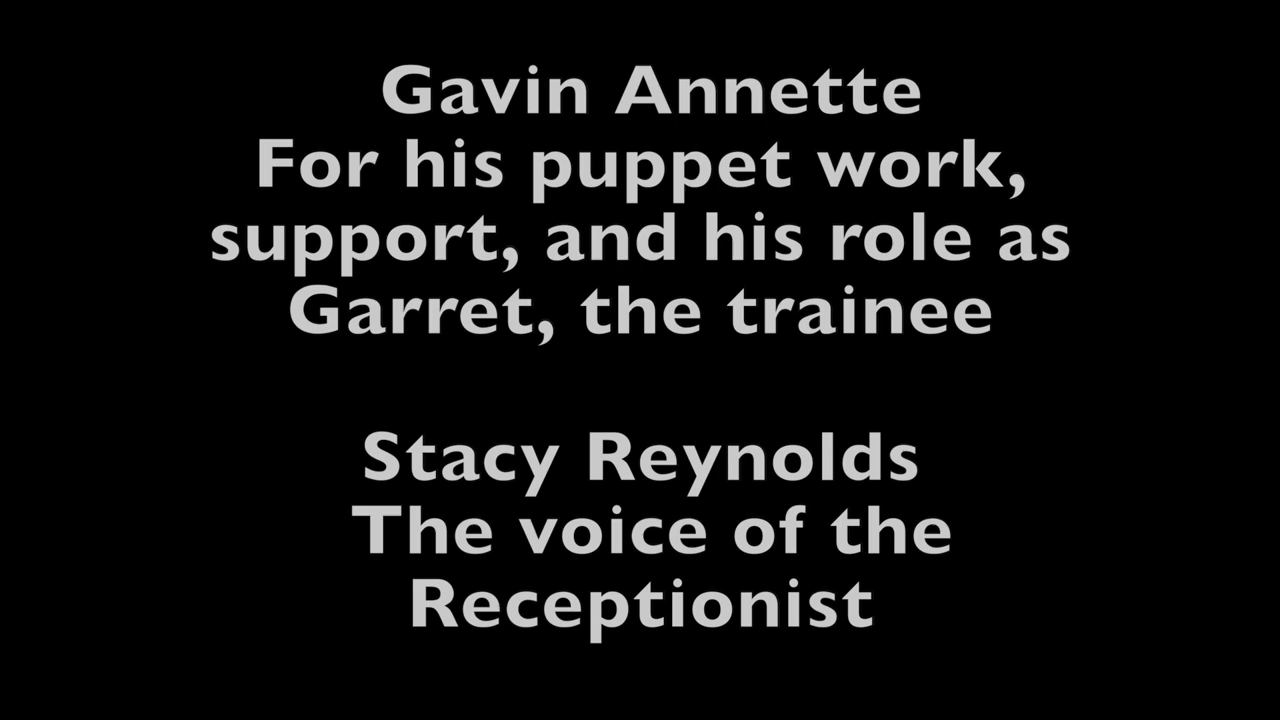 Gavin Annette
For his puppet work,
support, and his role as
Garret, the trainee
Stacy Reynolds
The voice of the
Receptionist